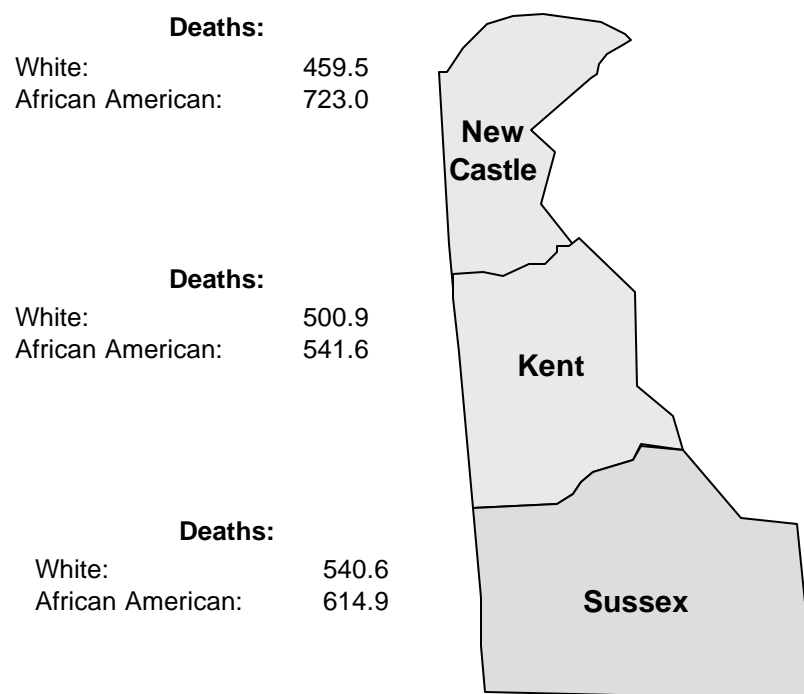 Deaths:
White: 459.5
African American: 723.0
New
Castle
Deaths:
White: 500.9
African American: 541.6
Kent
Deaths:
White: 540.6
African American: 614.9
Sussex